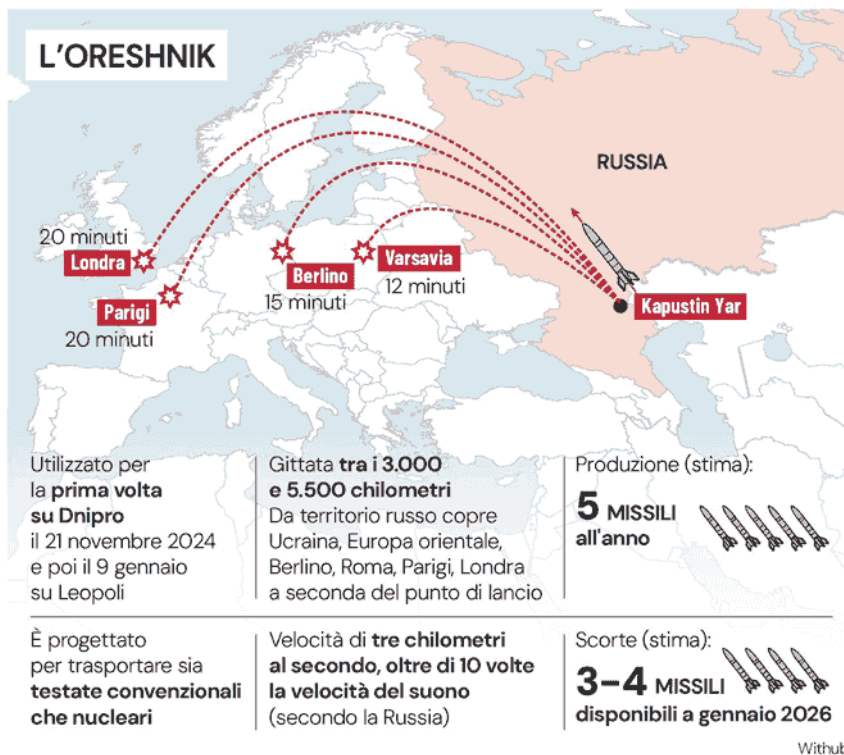 L'ORESHNIK
RUSSIA
20 minuti
Londra
Parigi
20 minuti
Berlino
15 minuti
Varsavia
12 minuti
Kapustin Yar
Utilizzato per
la prima volta
su Dnipro
il 21 novembre 2024
e poi il 9 gennaio
su Leopoli
Gittata tra i 3.000
e 5.500 chilometri
Da territorio russo copre
Ucraina, Europa orientale,
Berlino, Roma, Parigi, Londra
a seconda del punto di lancio
Produzione (stima):
5 MISSILI
all'anno
È progettato
per trasportare sia
testate convenzionali
che nucleari
Velocità di tre chilometri
al secondo, oltre di 10 volte
la velocità del suono
(secondo la Russia)
Scorte (stima):
3-4 MISSILI
disponibili a gennaio 2026
Withub